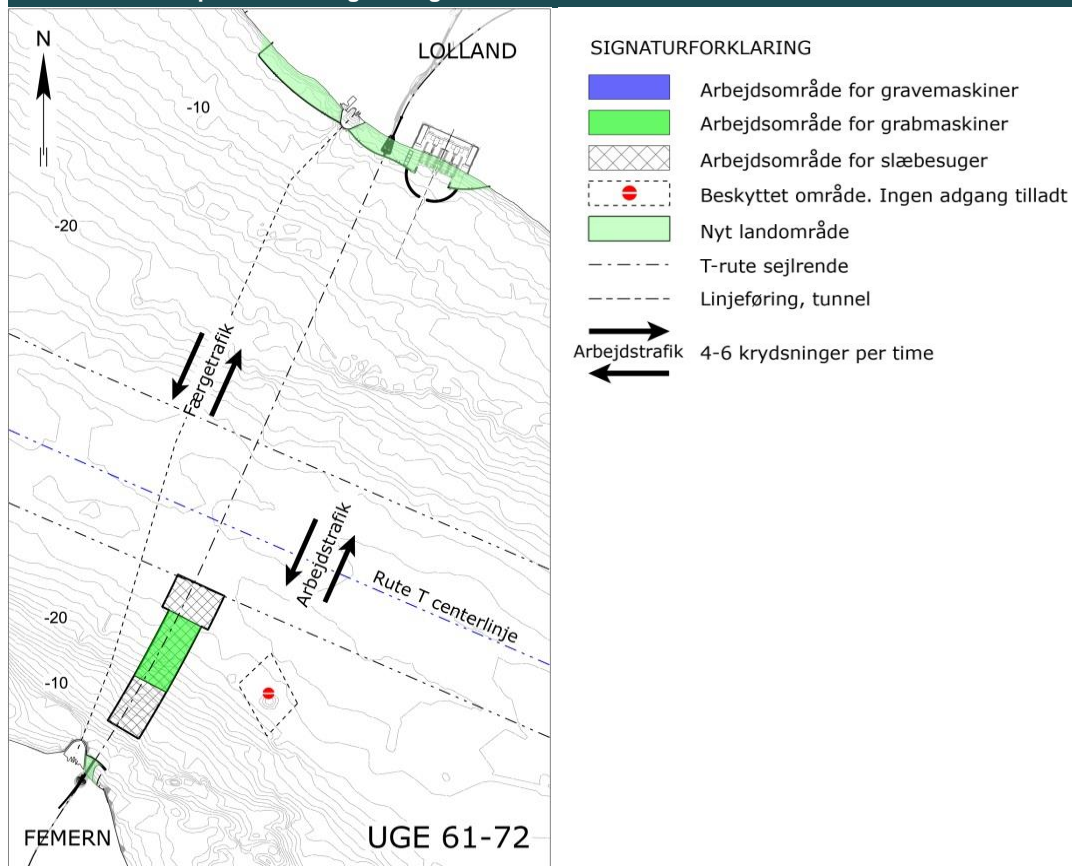 N
LOLLAND
-10
-20
Færgetrafik
Arbejdstrafik
Rute T centerlinje
-20
-10
FEMERN
UGE 61-72
SIGNATURFORKLARING
Arbejdsområde for gravemaskiner
Arbejdsområde for grabmaskiner
Arbejdsområde for slæbesuger
Beskyttet område. Ingen adgang tilladt
Nyt landområde
T-rute sejlrende
Linjeføring, tunnel
Arbejdstrafik 4-6 krydsninger per time